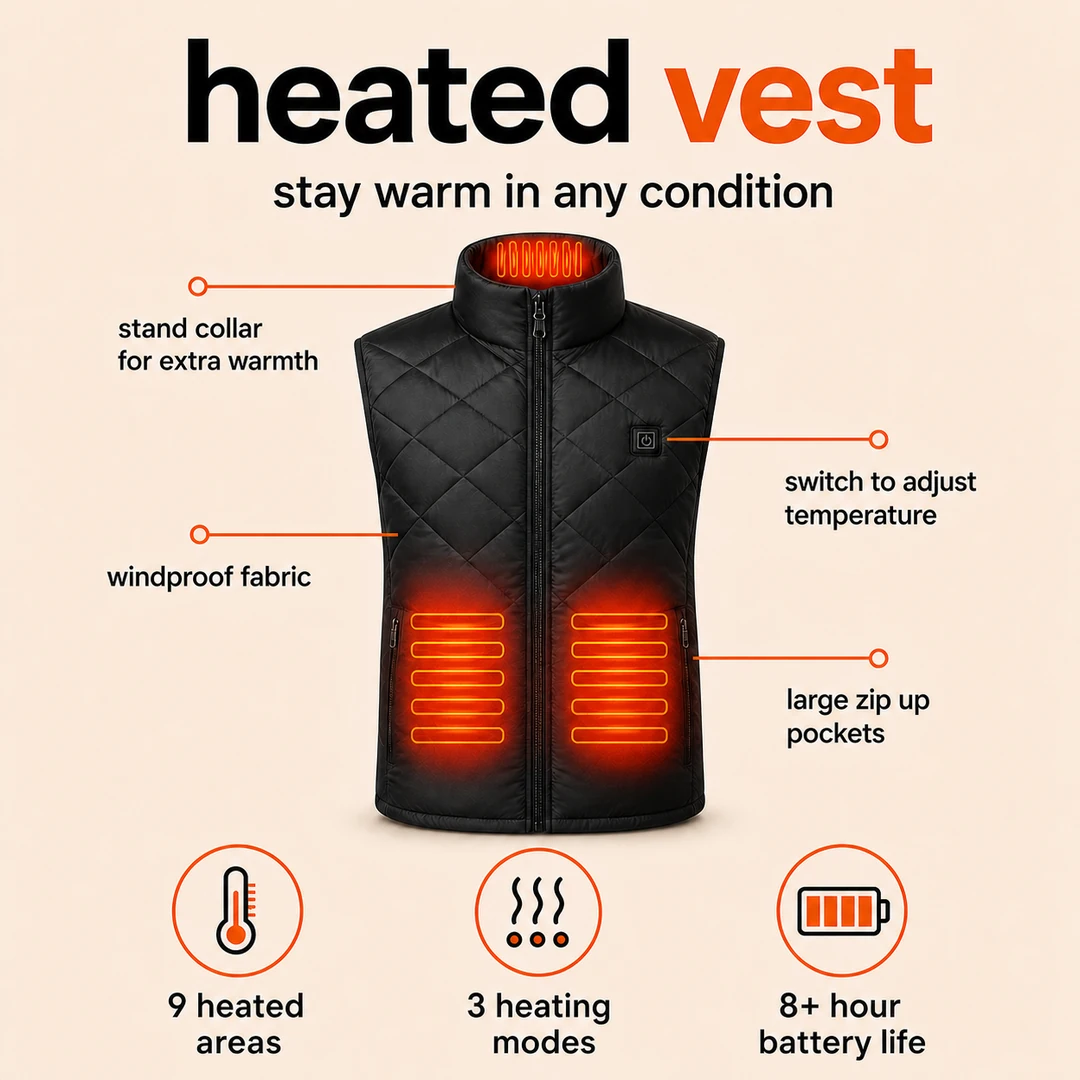 heated vest
stay warm in any condition
stand collar
for extra warmth
switch to adjust
temperature
windproof fabric
large zip up
pockets
9 heated
areas
3 heating
modes
8+ hour
battery life